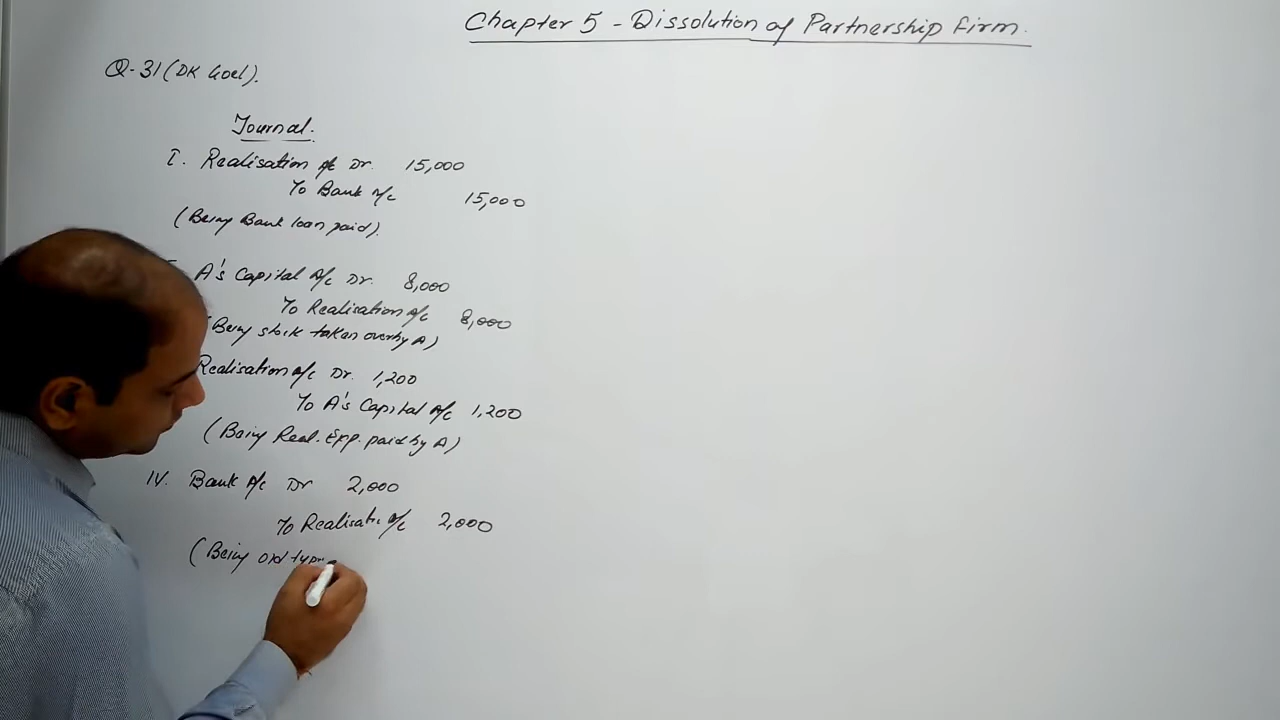 Chapter 5 - Dissolution of Partnership firm.
Q-31 (DK Goel).
Journal.
I. Realisation A/c Dr. 15,000
To Bank A/c 15,000
(Being Bank loan paid).
A's Capital A/c Dr. 8,000
To Realisation A/c 8,000
(Being stock taken over by A)
Realisation A/c Dr. 1,200
To A's Capital A/c 1,200
(Being Real. Exp. paid by A)
IV. Bank A/c Dr 2,000
To Realisatn A/c 2,000
(Being old typ